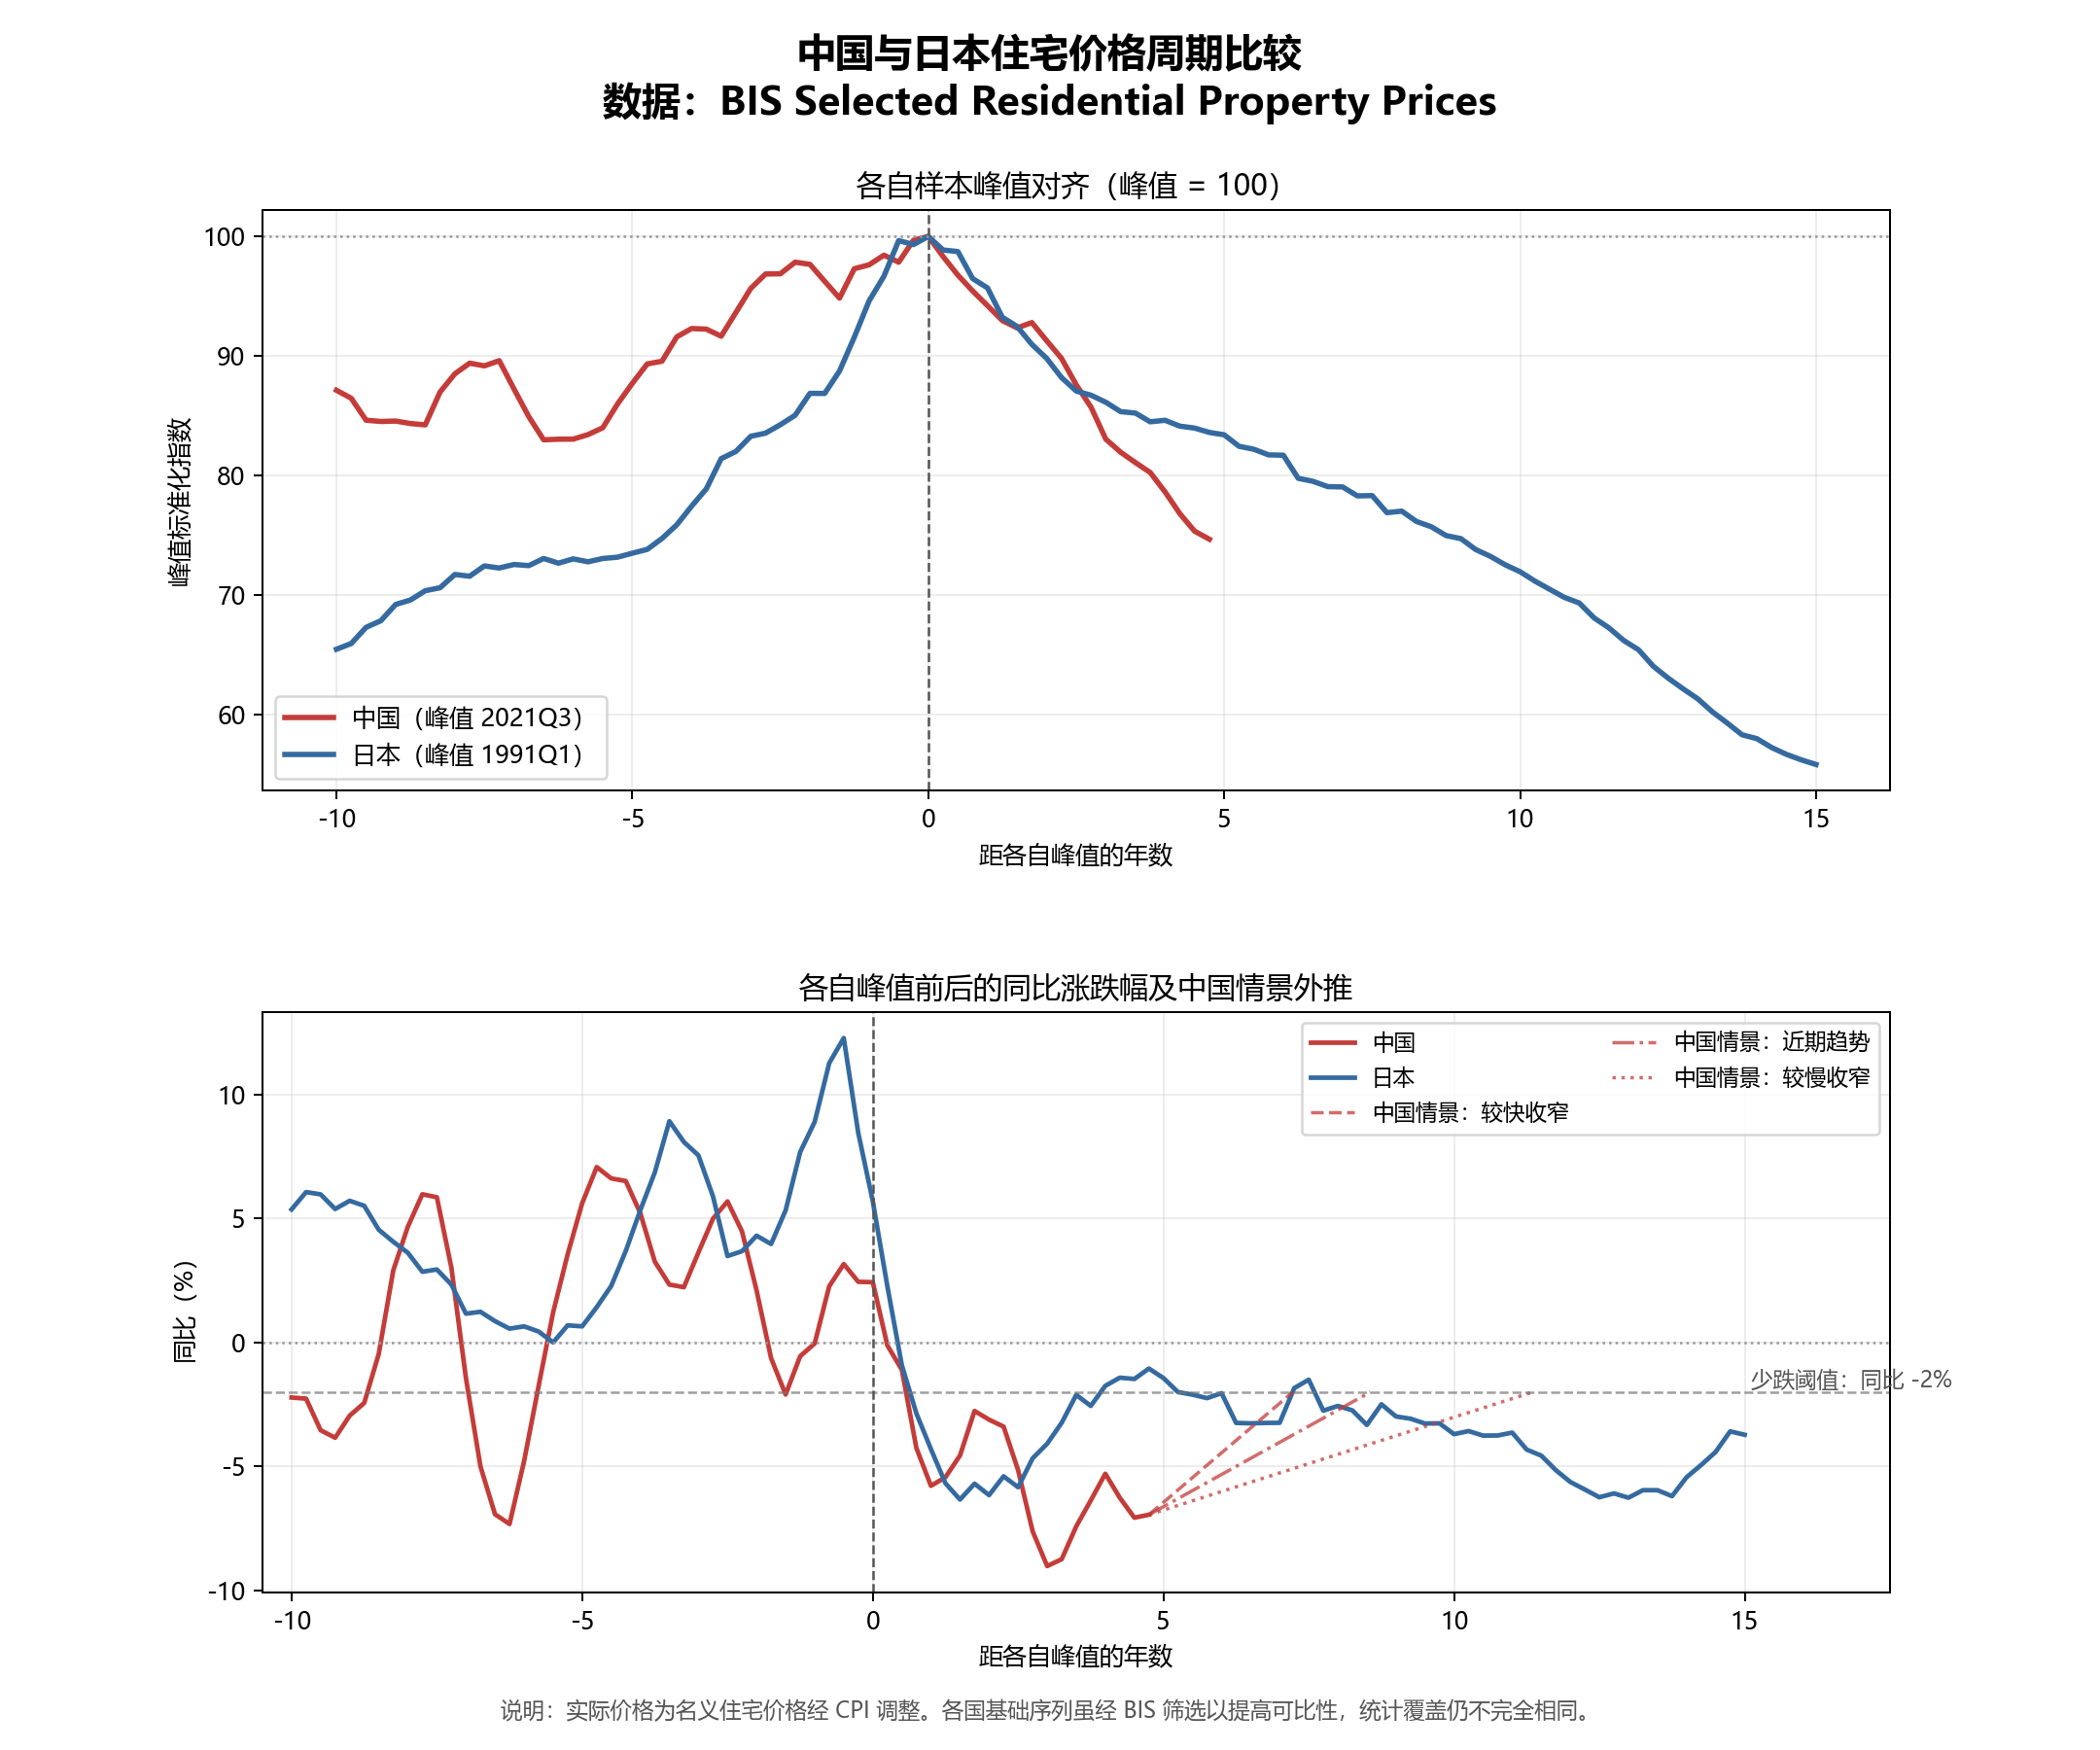 中国与日本住宅价格周期比较
数据：BIS Selected Residential Property Prices
各自样本峰值对齐（峰值 = 100）
峰值标准化指数
100
90
80
70
60
中国（峰值 2021Q3）
日本（峰值 1991Q1）
-10
-5
0
5
10
15
距各自峰值的年数
各自峰值前后的同比涨跌幅及中国情景外推
同比（%）
10
5
0
-5
-10
中国
日本
中国情景：较快收窄
中国情景：近期趋势
中国情景：较慢收窄
少跌阈值：同比 -2%
-10
-5
0
5
10
15
距各自峰值的年数
说明：实际价格为名义住宅价格经 CPI 调整。各国基础序列虽经 BIS 筛选以提高可比性，统计覆盖仍不完全相同。